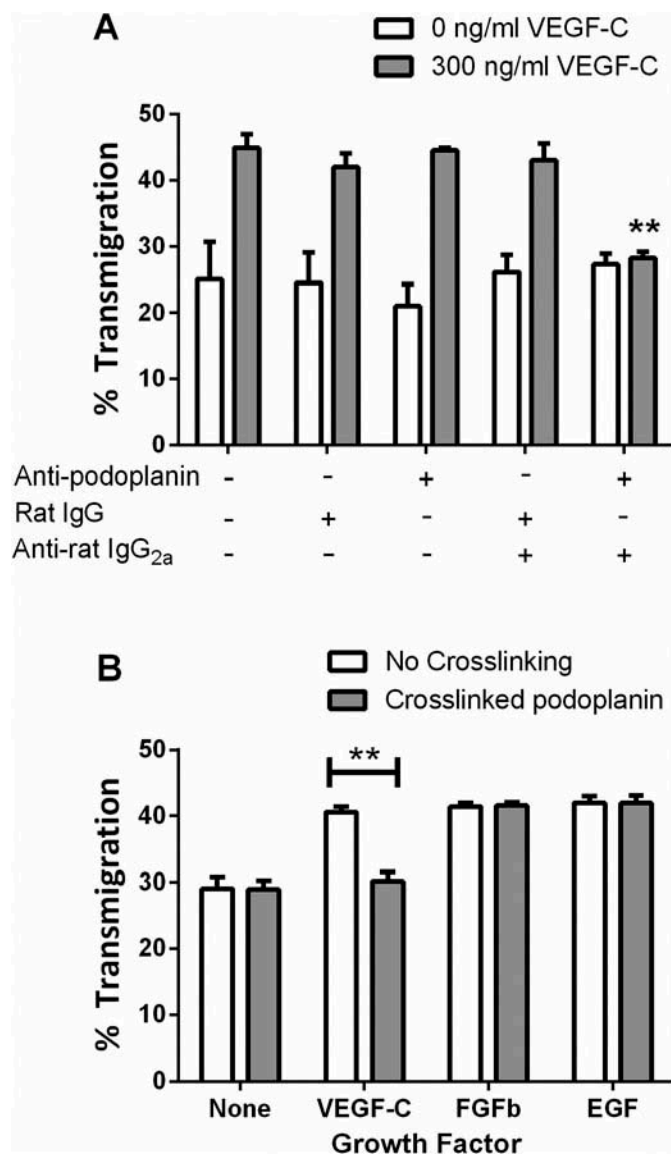 A
0 ng/ml VEGF-C
300 ng/ml VEGF-C
% Transmigration
50
40
30
20
10
0
**
Anti-podoplanin - - + - +
Rat IgG - + - + -
Anti-rat IgG2a - - - + +
B
No Crosslinking
Crosslinked podoplanin
% Transmigration
50
40
30
20
10
0
**
None VEGF-C FGFb EGF
Growth Factor